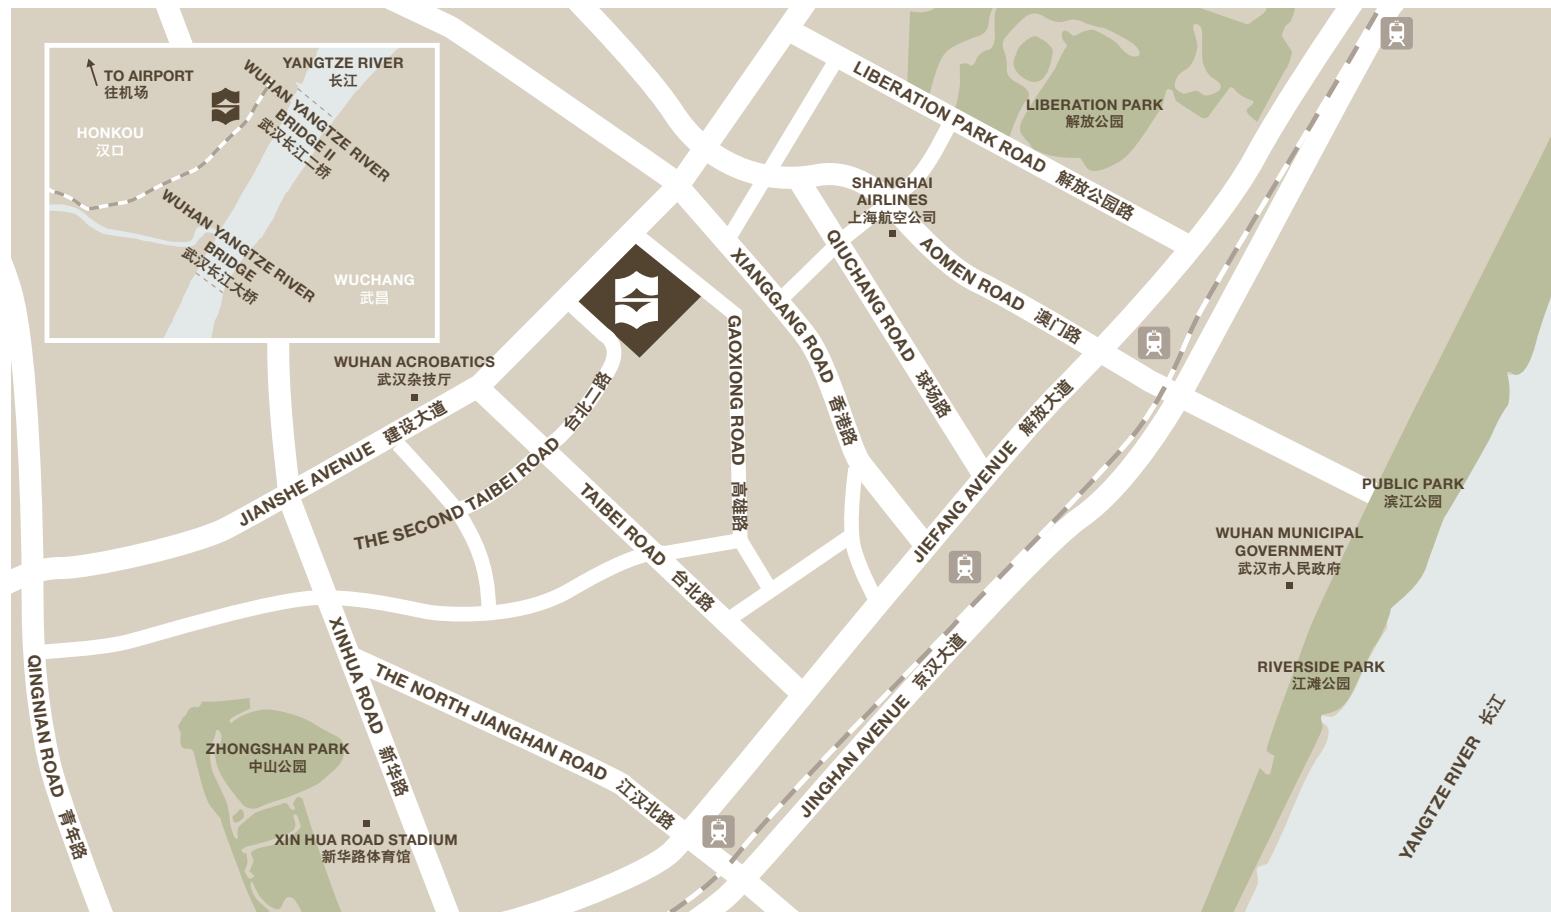 YANGTZE RIVER
长江
TO AIRPORT
往机场
WUHAN YANGTZE RIVER
BRIDGE II
武汉长江二桥
HONKOU
汉口
WUHAN YANGTZE RIVER
BRIDGE
武汉长江大桥
WUCHANG
武昌
LIBERATION PARK ROAD 解放公园路
LIBERATION PARK
解放公园
SHANGHAI
AIRLINES
上海航空公司
AOMEN ROAD 澳门路
QIUCHANG ROAD 球场路
XIANGGANG ROAD 香港路
GAOXIONG ROAD 高雄路
WUHAN ACROBATICS
武汉杂技厅
JIANSHE AVENUE 建设大道
THE SECOND TAIBEI ROAD 台北二路
TAIBEI ROAD 台北路
JIEFANG AVENUE 解放大道
PUBLIC PARK
滨江公园
WUHAN MUNICIPAL
GOVERNMENT
武汉市人民政府
RIVERSIDE PARK
江滩公园
YANGTZE RIVER 长江
JINGHAN AVENUE 京汉大道
XINHUA ROAD 新华路
THE NORTH JIANGHAN ROAD 江汉北路
QINGNIAN ROAD 青年路
ZHONGSHAN PARK
中山公园
XIN HUA ROAD STADIUM
新华路体育馆